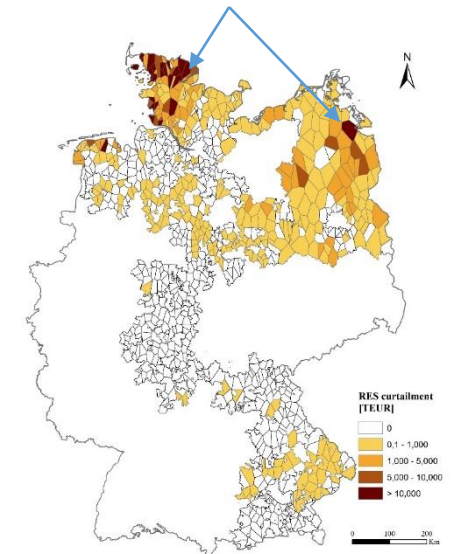 N
RES curtailment
[TEUR]
0
0,1 - 1,000
1,000 - 5,000
5,000 - 10,000
> 10,000
0 100 200
Km